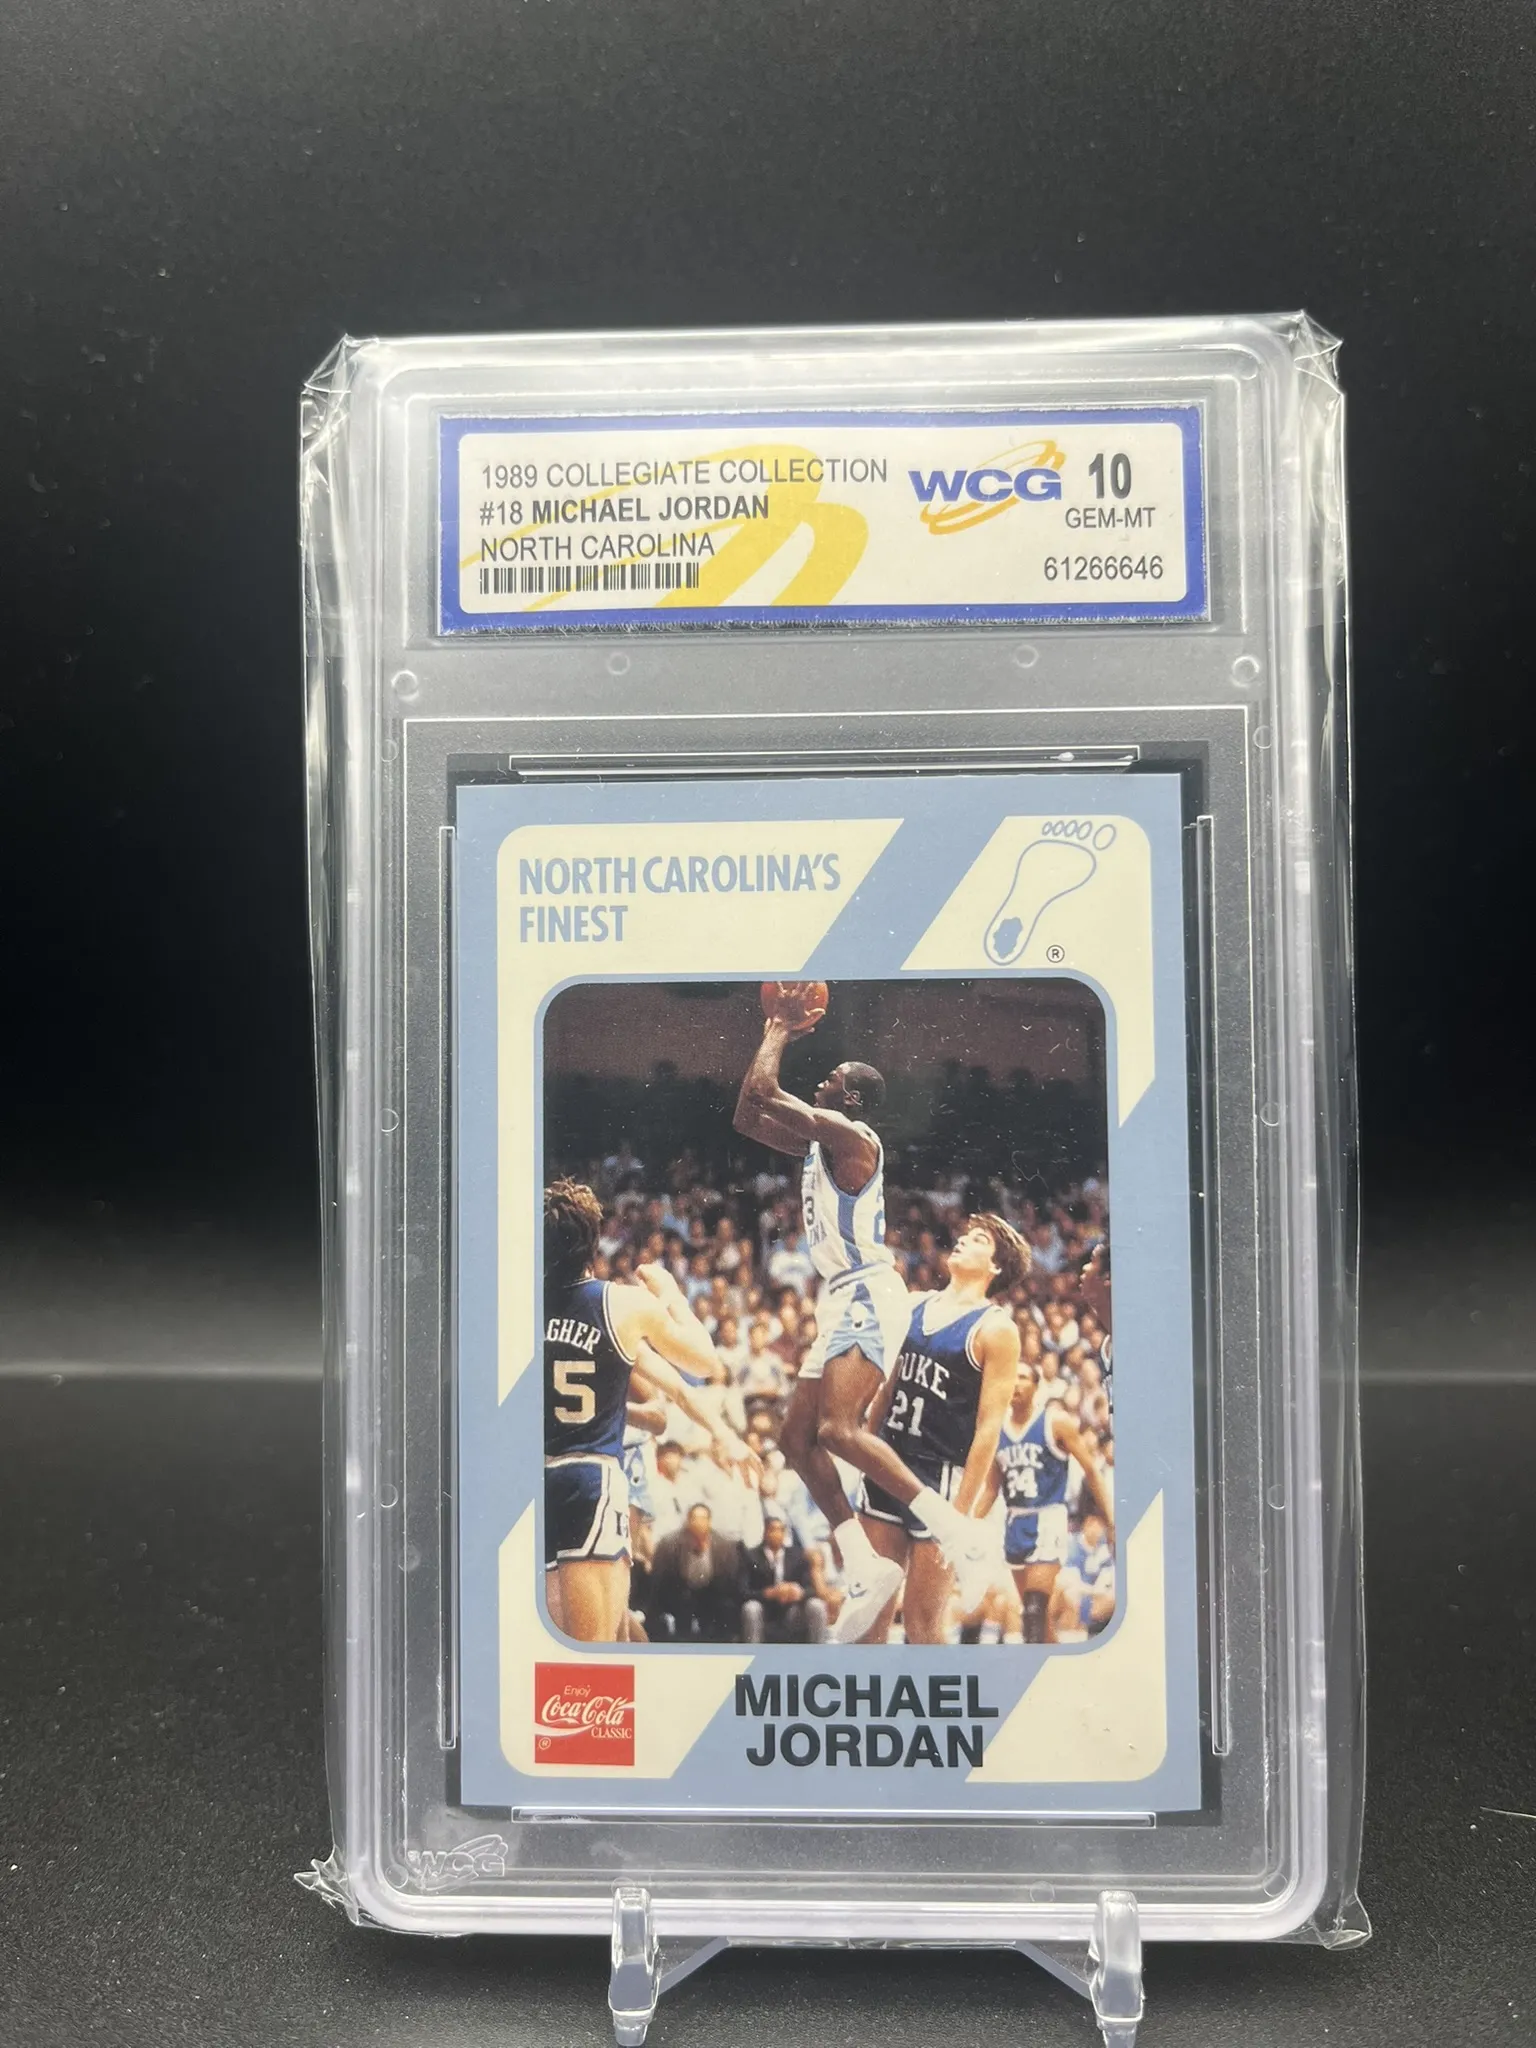 1989 COLLEGIATE COLLECTION
#18 MICHAEL JORDAN
NORTH CAROLINA
WCG 10
GEM-MT
61266646
NORTH CAROLINA'S
FINEST
®
GHER
5
DUKE
21
DUKE
24
Enjoy
Coca-Cola
CLASSIC
®
MICHAEL
JORDAN
WCG